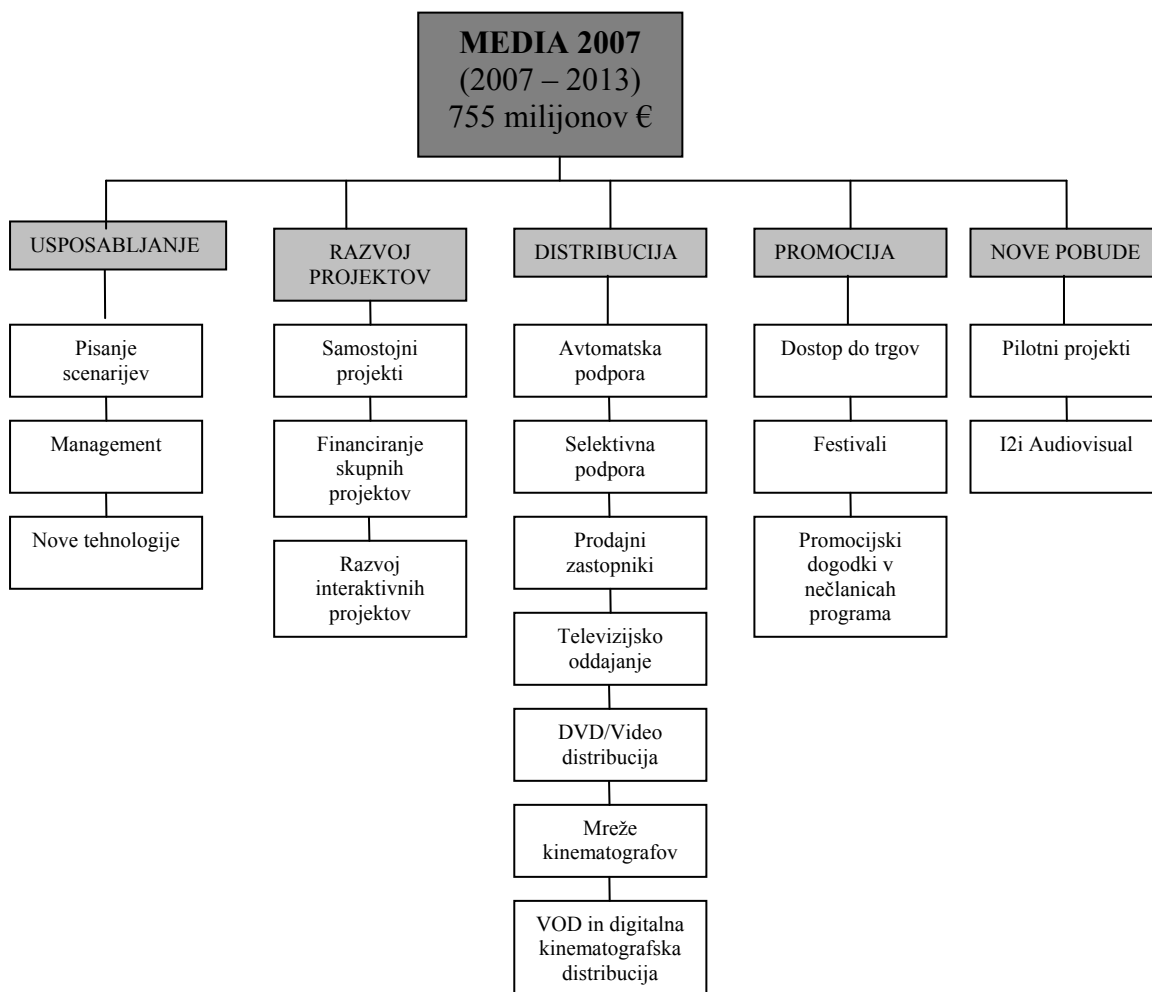 MEDIA 2007
(2007 – 2013)
755 milijonov €
USPOSABLJANJE
Pisanje
scenarijev
Management
Nove tehnologije
RAZVOJ
PROJEKTOV
Samostojni
projekti
Financiranje
skupnih
projektov
Razvoj
interaktivnih
projektov
DISTRIBUCIJA
Avtomatska
podpora
Selektivna
podpora
Prodajni
zastopniki
Televizijsko
oddajanje
DVD/Video
distribucija
Mreže
kinematografov
VOD in digitalna
kinematografska
distribucija
PROMOCIJA
Dostop do trgov
Festivali
Promocijski
dogodki v
nečlanicah
programa
NOVE POBUDE
Pilotni projekti
I2i Audiovisual